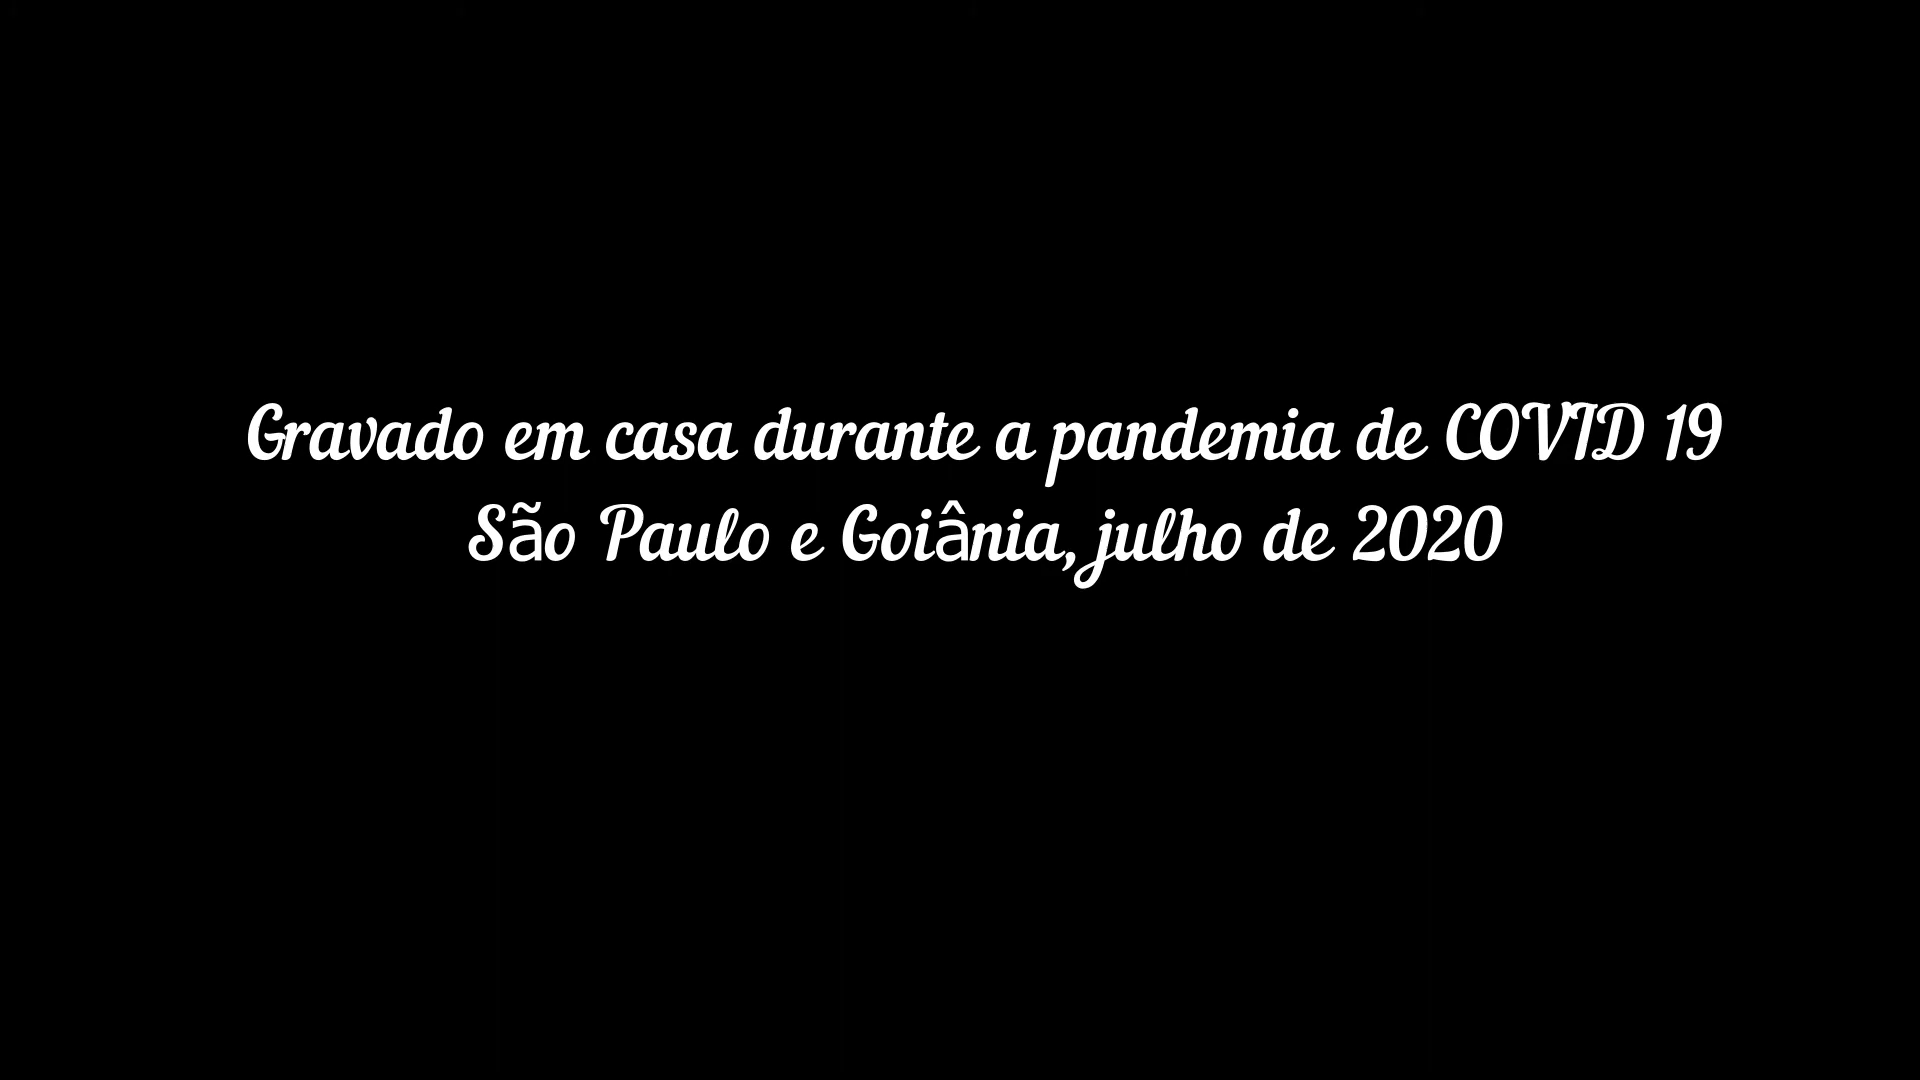 Gravado em casa durante a pandemia de COVID 19
São Paulo e Goiânia, julho de 2020